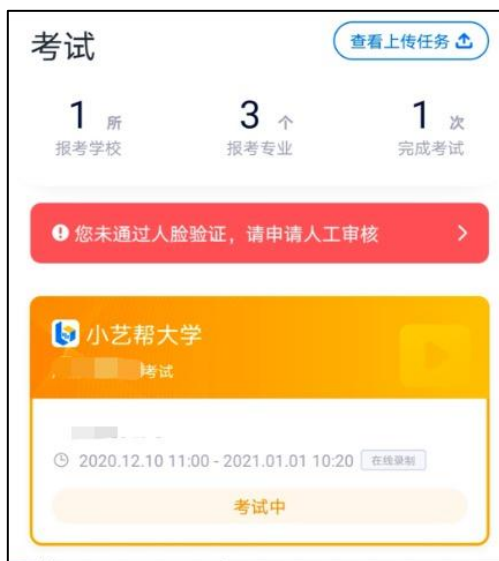 考试
查看上传任务
1 所
3 个
1 次
报考学校
报考专业
完成考试
您未通过人脸验证，请申请人工审核
小艺帮大学
考试
2020.12.10 11:00 - 2021.01.01 10:20 在线录制
考试中